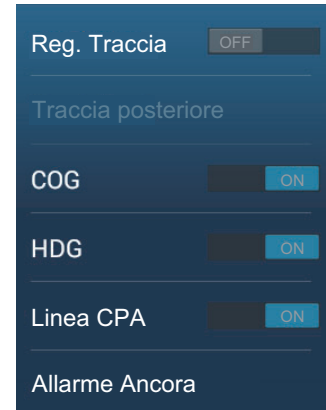 Reg. Traccia OFF
Traccia posteriore
COG ON
HDG ON
Linea CPA ON
Allarme Ancora